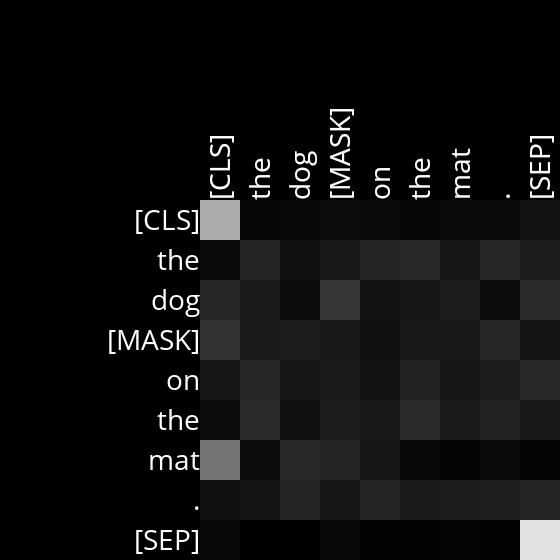 [CLS] the dog [MASK] on the mat . [SEP]
[CLS]
the
dog
[MASK]
on
the
mat
.
[SEP]